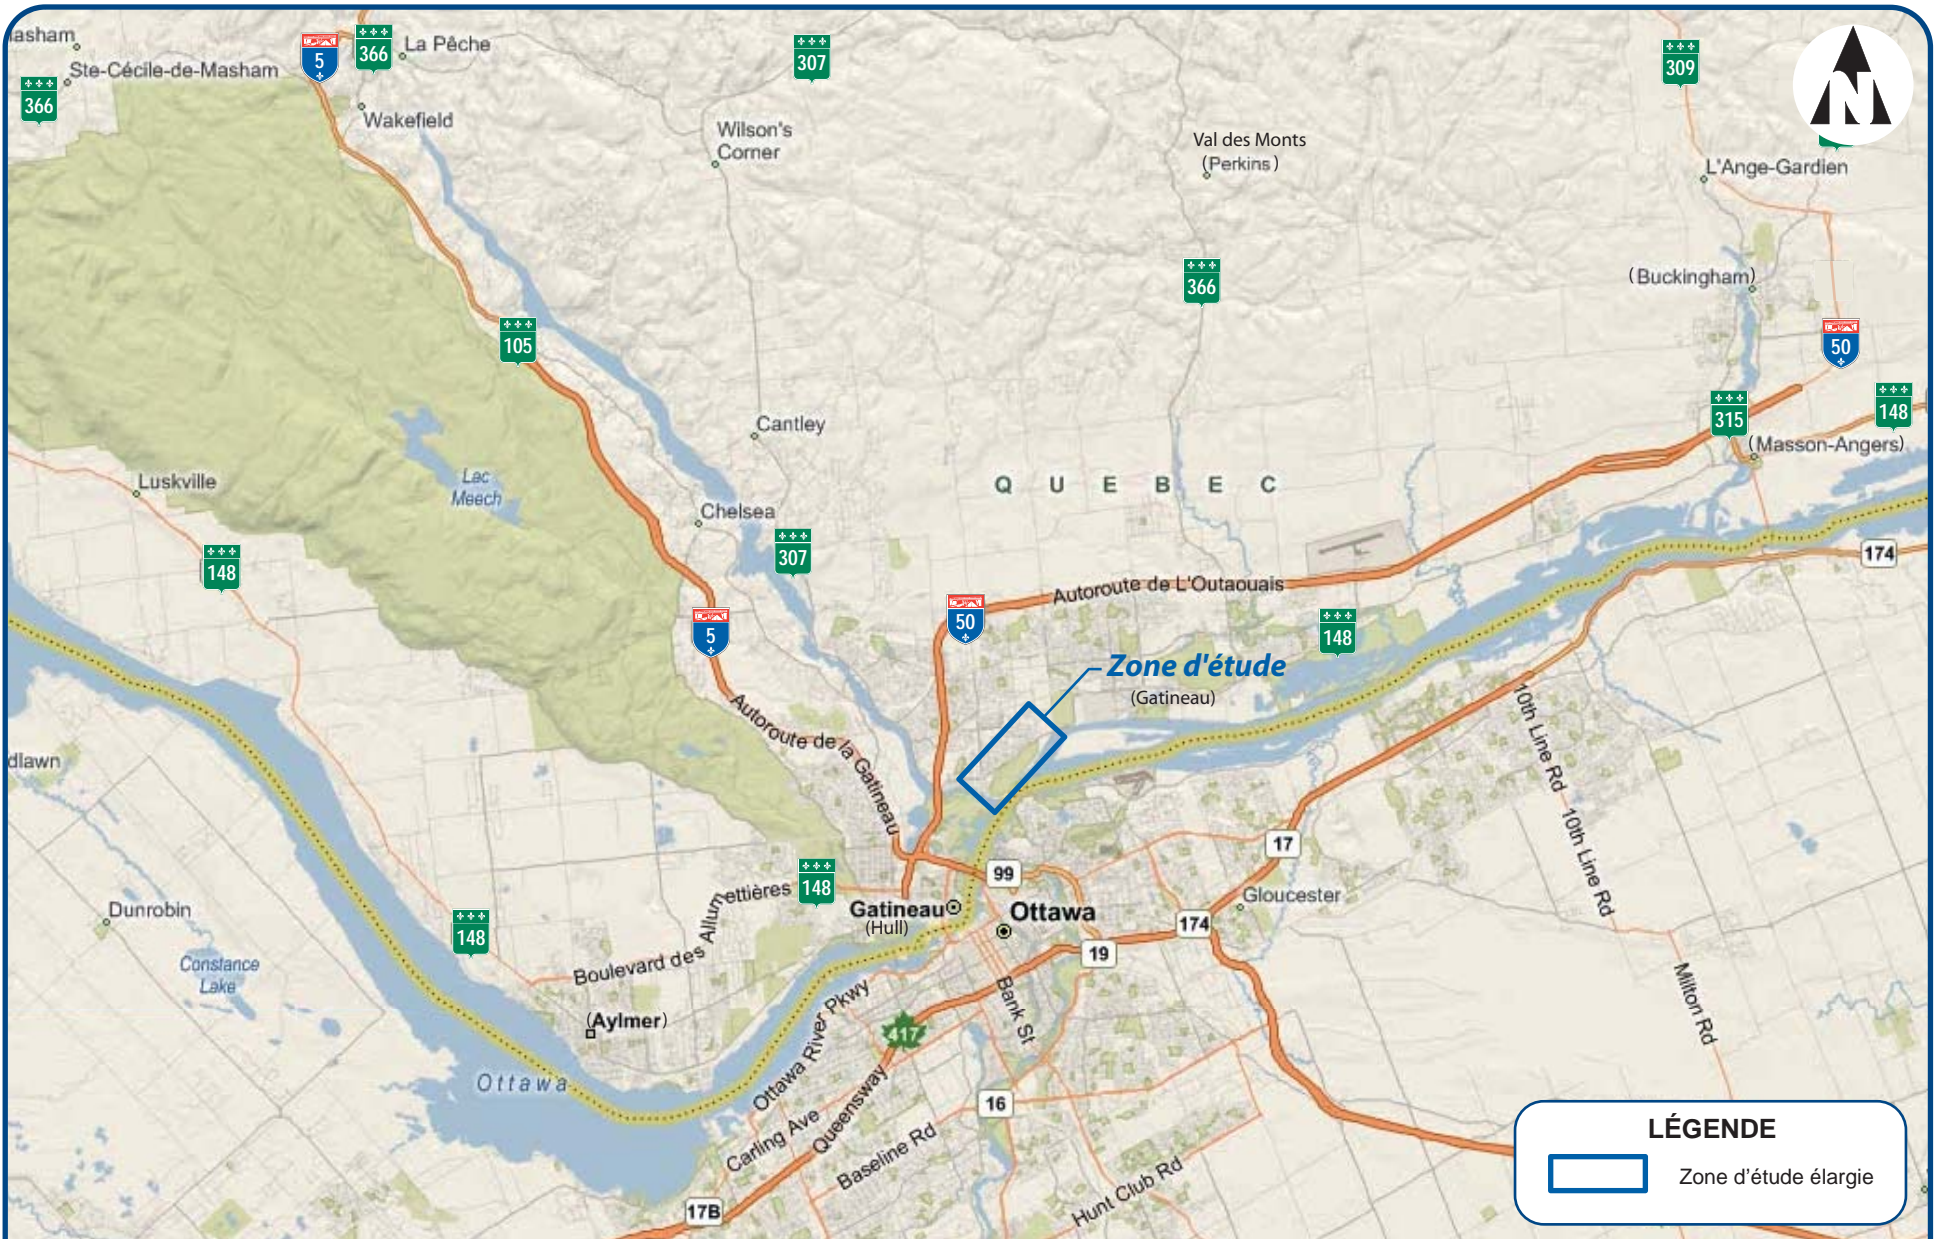 asham
5
366
La Pêche
307
309
N
Ste-Cécile-de-Masham
366
Wakefield
Wilson's
Corner
Val des Monts
(Perkins)
L'Ange-Gardien
366
(Buckingham)
105
50
315
148
Cantley
(Masson-Angers)
Lac
Meech
Luskville
QUEBEC
Chelsea
307
148
174
Autoroute de L'Outaouais
5
50
148
Zone d'étude
(Gatineau)
Autoroute de la Gatineau
10th Line Rd
10th Line Rd
dlawn
17
99
148
Boulevard des Allumettières
Gatineau
(Hull)
Ottawa
Gloucester
174
19
Dunrobin
148
Constance
Lake
Milton Rd
Bank St
Ottawa River Pkwy
417
(Aylmer)
Ottawa
16
Carling Ave
Queensway
Baseline Rd
Hunt Club Rd
17B
LÉGENDE
Zone d'étude élargie